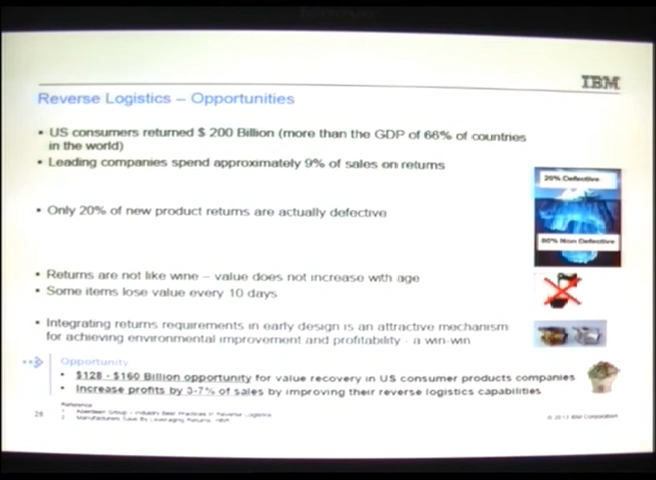 IBM
Reverse Logistics – Opportunities
• US consumers returned $ 200 Billion (more than the GDP of 66% of countries
in the world)
• Leading companies spend approximately 9% of sales on returns
20% Defective
• Only 20% of new product returns are actually defective
80% Non Defective
• Returns are not like wine – value does not increase with age
• Some items lose value every 10 days
• Integrating returns requirements in early design is an attractive mechanism
for achieving environmental improvement and profitability - a win-win
Opportunity
• $128 - $160 Billion opportunity for value recovery in US consumer products companies
• Increase profits by 3-7% of sales by improving their reverse logistics capabilities
Reference
1 Aberdeen Group – Industry Best Practices in Reverse Logistics
2 Manufacturers Save By Leveraging Returns
© 2013 IBM Corporation